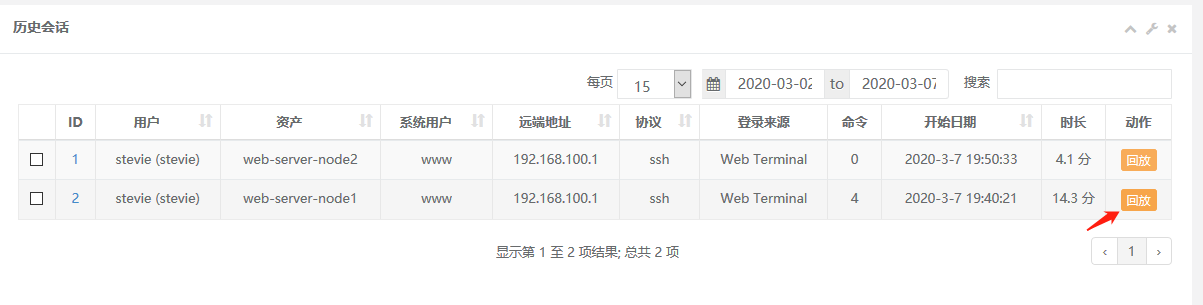 历史会话
每页 15 2020-03-02 to 2020-03-07 搜索
ID 用户 资产 系统用户 远端地址 协议 登录来源 命令 开始日期 时长 动作
1 stevie (stevie) web-server-node2 www 192.168.100.1 ssh Web Terminal 0 2020-3-7 19:50:33 4.1 分 回放
2 stevie (stevie) web-server-node1 www 192.168.100.1 ssh Web Terminal 4 2020-3-7 19:40:21 14.3 分 回放
显示第 1 至 2 项结果; 总共 2 项 ‹ 1 ›